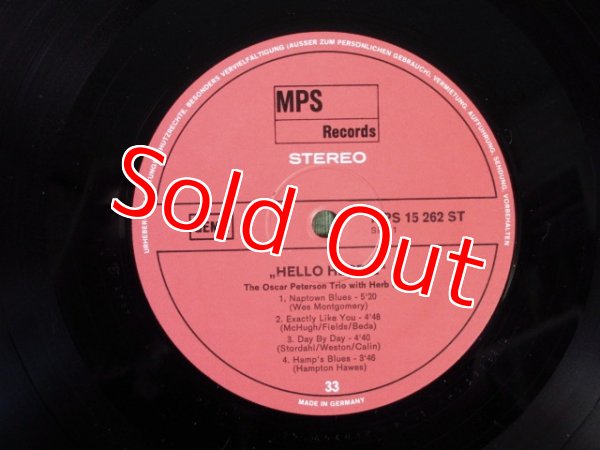 URHEBER
SCHUTZRECHTE, BESONDERS VERVIELFÄLTIGUNG (AUSSER ZUM PERSÖNLICHEN GEBRAUCH), VERMIETUNG, AUFFÜHRUNG, SENDUNG, VORBEHALTEN
MPS
Records
STEREO
15 262 ST
Sold Out
„HELLO
The Oscar Peterson Trio with Herb
1. Naptown Blues - 5'20
(Wes Montgomery)
2. Exactly Like You - 4'48
(McHugh/Fields/Beda)
3. Day By Day - 4'40
(Stordahl/Weston/Calin)
4. Hamp's Blues - 3'46
(Hampton Hawes)
33
MADE IN GERMANY